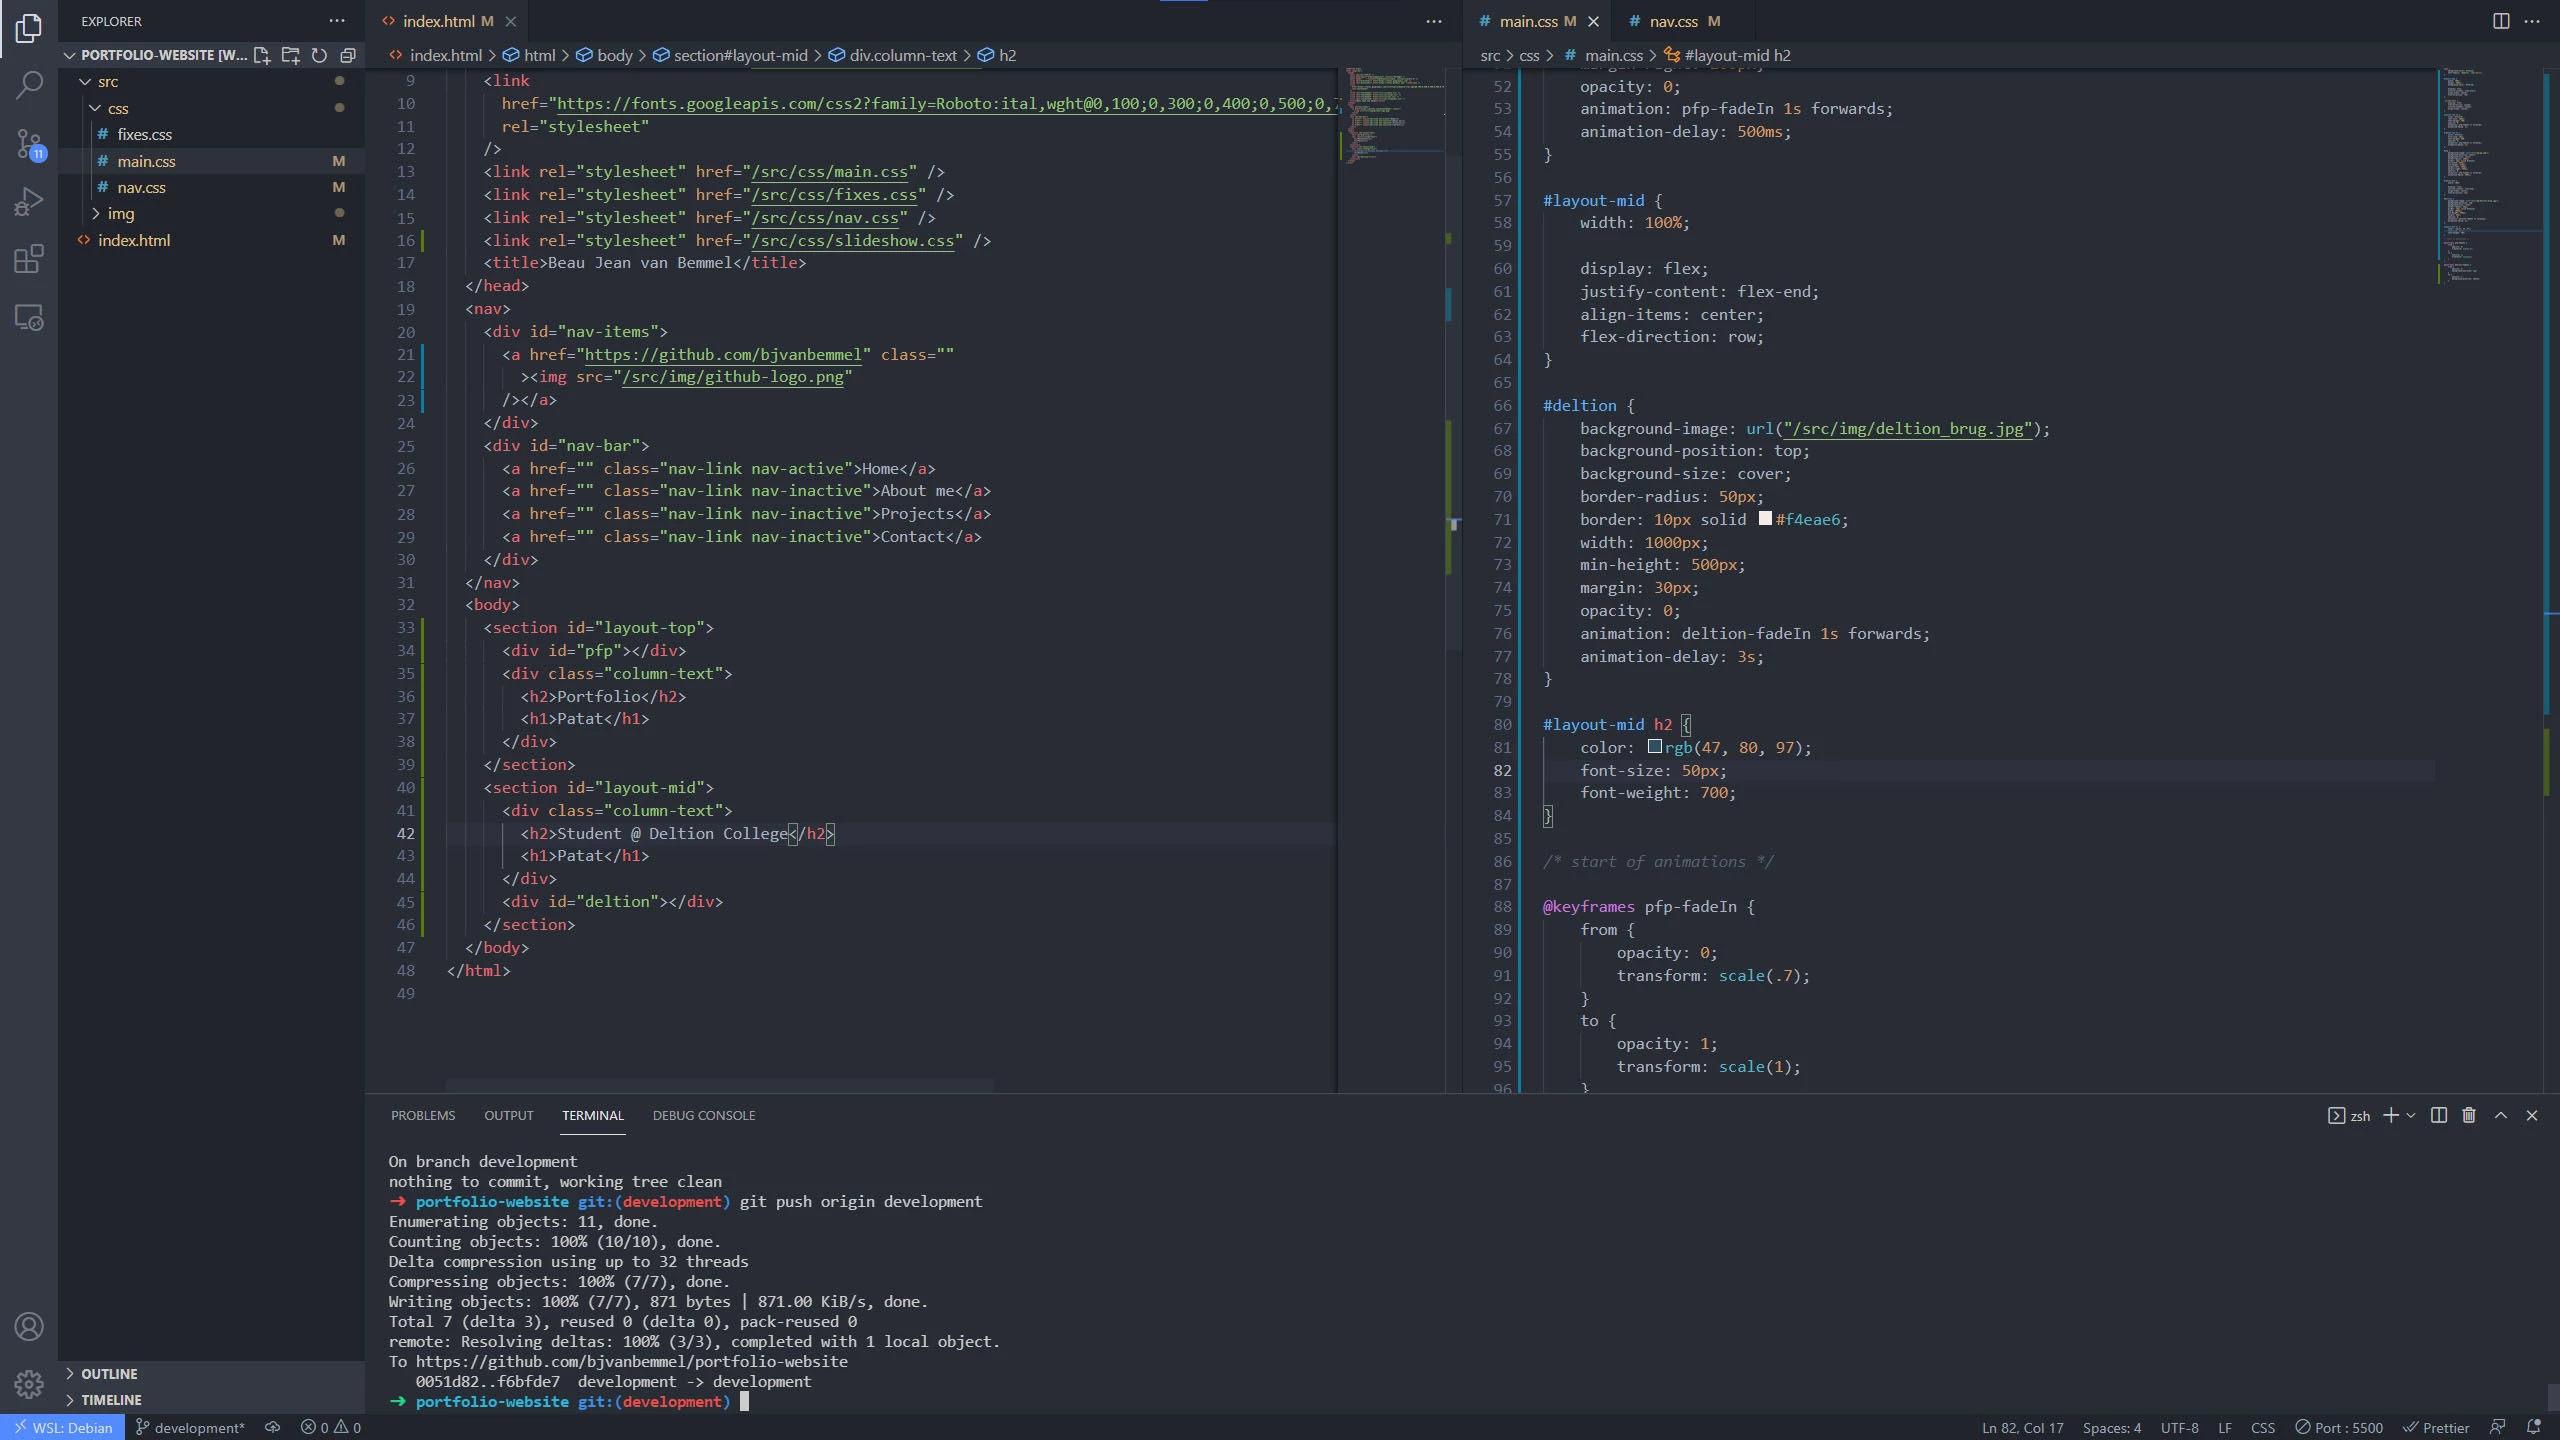 EXPLORER
PORTFOLIO-WEBSITE [W...
src
css
# fixes.css
# main.css M
# nav.css M
img
<> index.html M
OUTLINE
TIMELINE
11
<> index.html M
<> index.html > html > body > section#layout-mid > div.column-text > h2
9 <link
10 href="https://fonts.googleapis.com/css2?family=Roboto:ital,wght@0,100;0,300;0,400;0,500;0,
11 rel="stylesheet"
12 />
13 <link rel="stylesheet" href="/src/css/main.css" />
14 <link rel="stylesheet" href="/src/css/fixes.css" />
15 <link rel="stylesheet" href="/src/css/nav.css" />
16 <link rel="stylesheet" href="/src/css/slideshow.css" />
17 <title>Beau Jean van Bemmel</title>
18 </head>
19 <nav>
20 <div id="nav-items">
21 <a href="https://github.com/bjvanbemmel" class=""
22 ><img src="/src/img/github-logo.png"
23 /></a>
24 </div>
25 <div id="nav-bar">
26 <a href="" class="nav-link nav-active">Home</a>
27 <a href="" class="nav-link nav-inactive">About me</a>
28 <a href="" class="nav-link nav-inactive">Projects</a>
29 <a href="" class="nav-link nav-inactive">Contact</a>
30 </div>
31 </nav>
32 <body>
33 <section id="layout-top">
34 <div id="pfp"></div>
35 <div class="column-text">
36 <h2>Portfolio</h2>
37 <h1>Patat</h1>
38 </div>
39 </section>
40 <section id="layout-mid">
41 <div class="column-text">
42 <h2>Student @ Deltion College</h2>
43 <h1>Patat</h1>
44 </div>
45 <div id="deltion"></div>
46 </section>
47 </body>
48 </html>
49
# main.css M
# nav.css M
src > css > # main.css > #layout-mid h2
52 opacity: 0;
53 animation: pfp-fadeIn 1s forwards;
54 animation-delay: 500ms;
55 }
56
57 #layout-mid {
58 width: 100%;
59
60 display: flex;
61 justify-content: flex-end;
62 align-items: center;
63 flex-direction: row;
64 }
65
66 #deltion {
67 background-image: url("/src/img/deltion_brug.jpg");
68 background-position: top;
69 background-size: cover;
70 border-radius: 50px;
71 border: 10px solid #f4eae6;
72 width: 1000px;
73 min-height: 500px;
74 margin: 30px;
75 opacity: 0;
76 animation: deltion-fadeIn 1s forwards;
77 animation-delay: 3s;
78 }
79
80 #layout-mid h2 {
81 color: rgb(47, 80, 97);
82 font-size: 50px;
83 font-weight: 700;
84 }
85
86 /* start of animations */
87
88 @keyframes pfp-fadeIn {
89 from {
90 opacity: 0;
91 transform: scale(.7);
92 }
93 to {
94 opacity: 1;
95 transform: scale(1);
96 }
PROBLEMS OUTPUT TERMINAL DEBUG CONSOLE
zsh
On branch development
nothing to commit, working tree clean
→ portfolio-website git:(development) git push origin development
Enumerating objects: 11, done.
Counting objects: 100% (10/10), done.
Delta compression using up to 32 threads
Compressing objects: 100% (7/7), done.
Writing objects: 100% (7/7), 871 bytes | 871.00 KiB/s, done.
Total 7 (delta 3), reused 0 (delta 0), pack-reused 0
remote: Resolving deltas: 100% (3/3), completed with 1 local object.
To https://github.com/bjvanbemmel/portfolio-website
0051d82..f6bfde7 development -> development
→ portfolio-website git:(development)
WSL: Debian development* 0 0
Ln 82, Col 17 Spaces: 4 UTF-8 LF CSS Port : 5500 Prettier